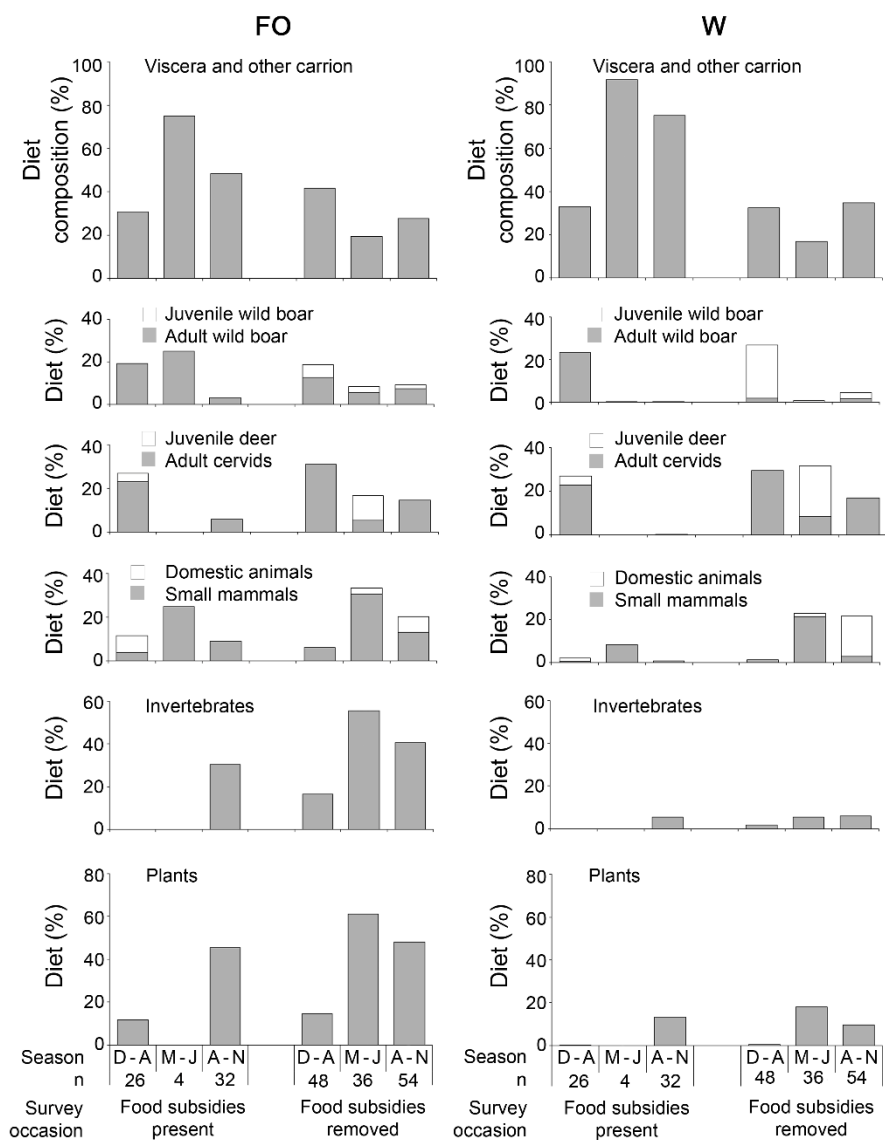 FO
W
Viscera and other carrion
Viscera and other carrion
Diet
composition (%)
100
80
60
40
20
0
Diet
composition (%)
100
80
60
40
20
0
Juvenile wild boar
Adult wild boar
Diet (%)
40
20
0
Juvenile wild boar
Adult wild boar
Diet (%)
40
20
0
Juvenile deer
Adult cervids
Diet (%)
40
20
0
Juvenile deer
Adult cervids
Diet (%)
40
20
0
Domestic animals
Small mammals
Diet (%)
40
20
0
Domestic animals
Small mammals
Diet (%)
40
20
0
Invertebrates
Diet (%)
60
40
20
0
Invertebrates
Diet (%)
60
40
20
0
Plants
Diet (%)
80
60
40
20
0
Plants
Diet (%)
80
60
40
20
0
Season D - A M - J A - N D - A M - J A - N
n 26 4 32 48 36 54
Survey occasion Food subsidies present Food subsidies removed
Season D - A M - J A - N D - A M - J A - N
n 26 4 32 48 36 54
Survey occasion Food subsidies present Food subsidies removed